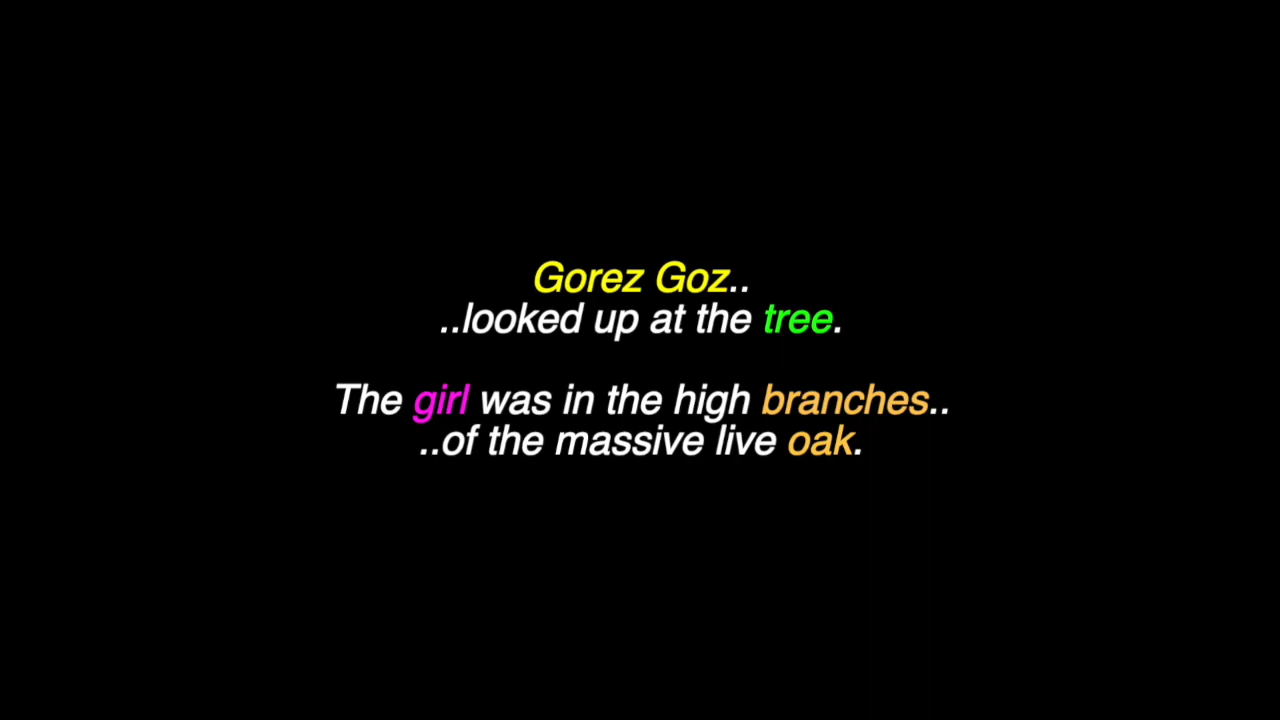 Gorez Goz..
..looked up at the tree.
The girl was in the high branches..
..of the massive live oak.